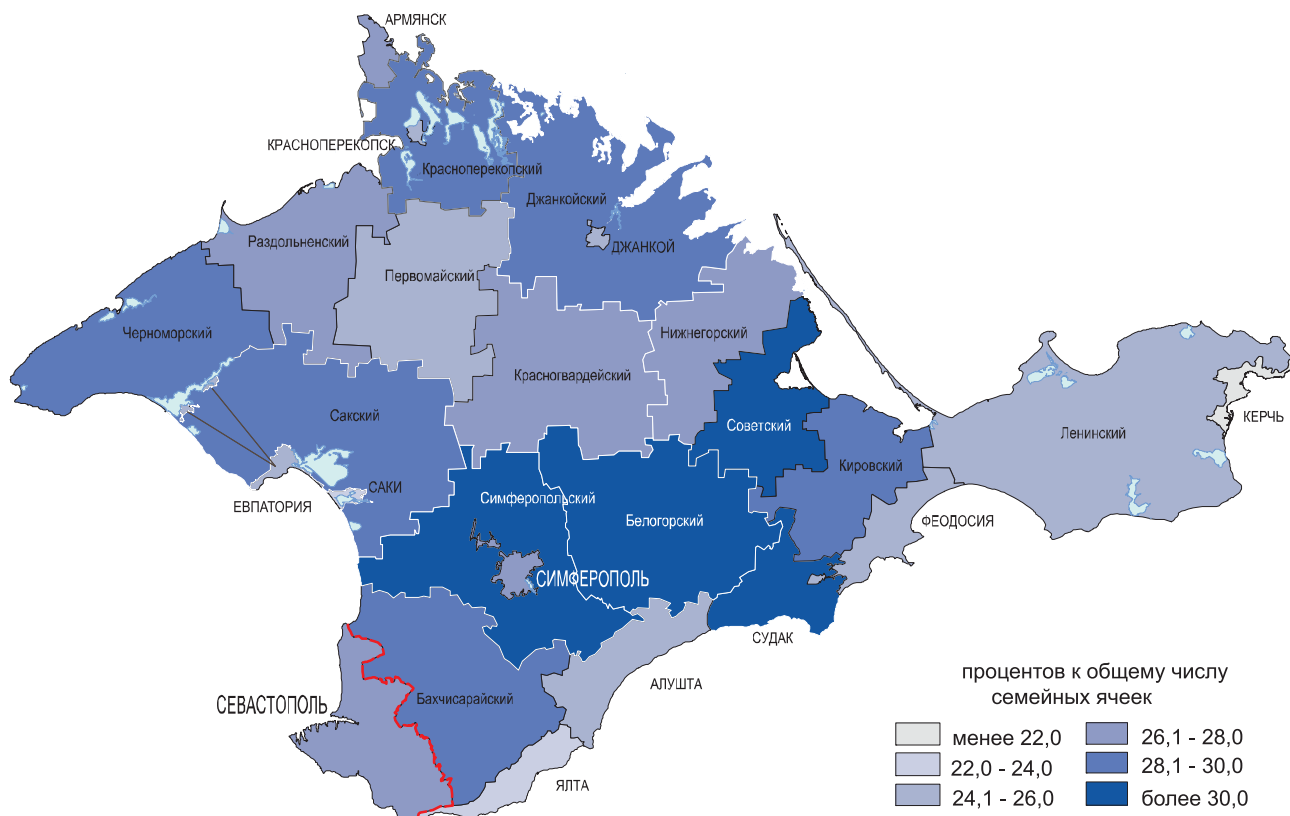 АРМЯНСК
КРАСНОПЕРЕКОПСК
Красноперекопский
Джанкойский
ДЖАНКОЙ
Раздольненский
Первомайский
Черноморский
Нижнегорский
Красногвардейский
Сакский
Советский
Ленинский
КЕРЧЬ
Кировский
САКИ
ЕВПАТОРИЯ
Симферопольский
Белогорский
ФЕОДОСИЯ
СИМФЕРОПОЛЬ
СУДАК
АЛУШТА
Бахчисарайский
СЕВАСТОПОЛЬ
ЯЛТА
процентов к общему числу
семейных ячеек
менее 22,0
22,0 - 24,0
24,1 - 26,0
26,1 - 28,0
28,1 - 30,0
более 30,0